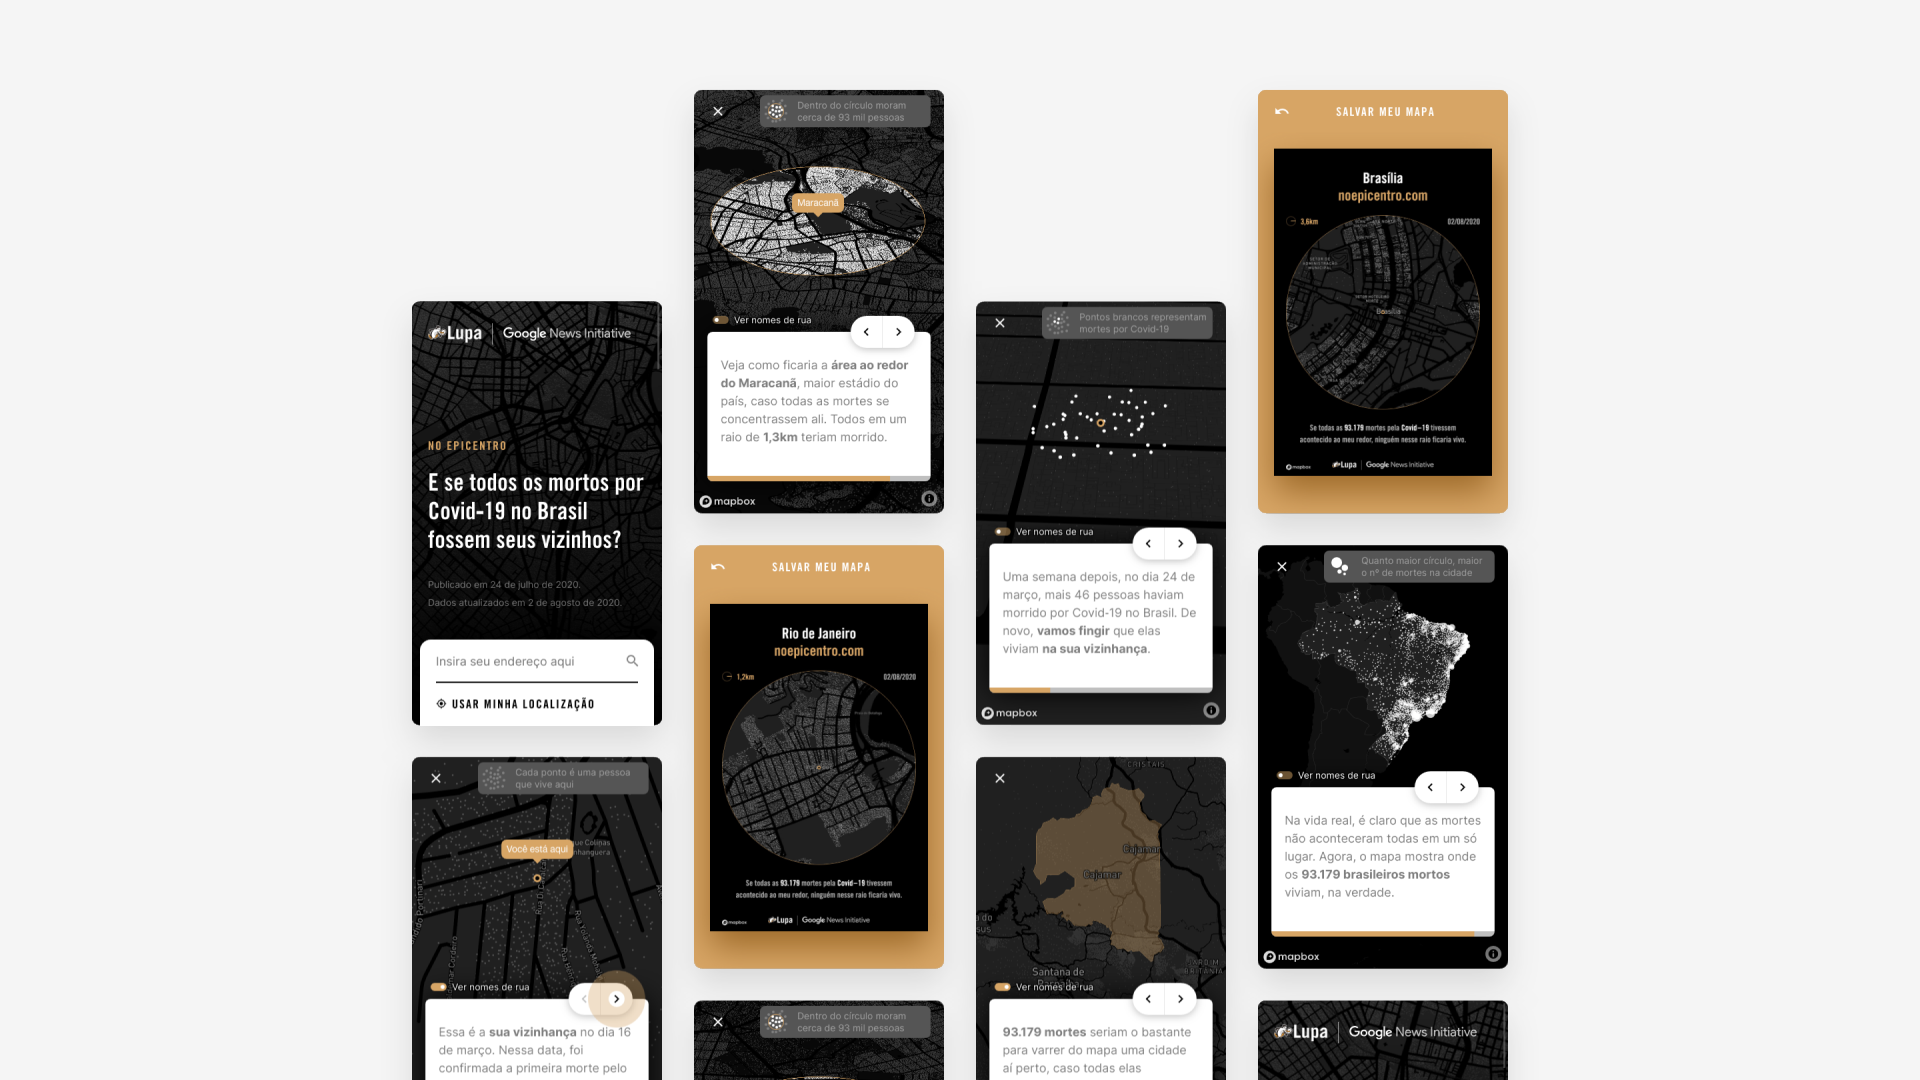 Lupa
Google News Initiative
NO EPICENTRO
E se todos os mortos por
Covid-19 no Brasil
fossem seus vizinhos?
Publicado em 24 de julho de 2020.
Dados atualizados em 2 de agosto de 2020.
Insira seu endereço aqui
USAR MINHA LOCALIZAÇÃO
Cada ponto é uma pessoa
que vive aqui
Você está aqui
Ver nomes de rua
Essa é a sua vizinhança no dia 16
de março. Nessa data, foi
confirmada a primeira morte pelo
Dentro do círculo moram
cerca de 93 mil pessoas
Maracanã
Ver nomes de rua
Veja como ficaria a área ao redor
do Maracanã, maior estádio do
país, caso todas as mortes se
concentrassem ali. Todos em um
raio de 1,3km teriam morrido.
mapbox
SALVAR MEU MAPA
Rio de Janeiro
noepicentro.com
1,2km
02/08/2020
Se todas as 93.179 mortes pela Covid-19 tivessem
acontecido ao meu redor, ninguém nesse raio ficaria vivo.
mapbox
Lupa
Google News Initiative
Dentro do círculo moram
cerca de 93 mil pessoas
Pontos brancos representam
mortes por Covid-19
Ver nomes de rua
Uma semana depois, no dia 24 de
março, mais 46 pessoas haviam
morrido por Covid-19 no Brasil. De
novo, vamos fingir que elas
viviam na sua vizinhança.
mapbox
CRISTAIS
Cajamar
Cajamar
Santana de
Ver nomes de rua
93.179 mortes seriam o bastante
para varrer do mapa uma cidade
aí perto, caso todas elas
SALVAR MEU MAPA
Brasília
noepicentro.com
3,6km
02/08/2020
Brasília
Se todas as 93.179 mortes pela Covid-19 tivessem
acontecido ao meu redor, ninguém nesse raio ficaria vivo.
mapbox
Lupa
Google News Initiative
Quanto maior círculo, maior
o nº de mortes na cidade
Ver nomes de rua
Na vida real, é claro que as mortes
não aconteceram todas em um só
lugar. Agora, o mapa mostra onde
os 93.179 brasileiros mortos
viviam, na verdade.
mapbox
Lupa
Google News Initiative